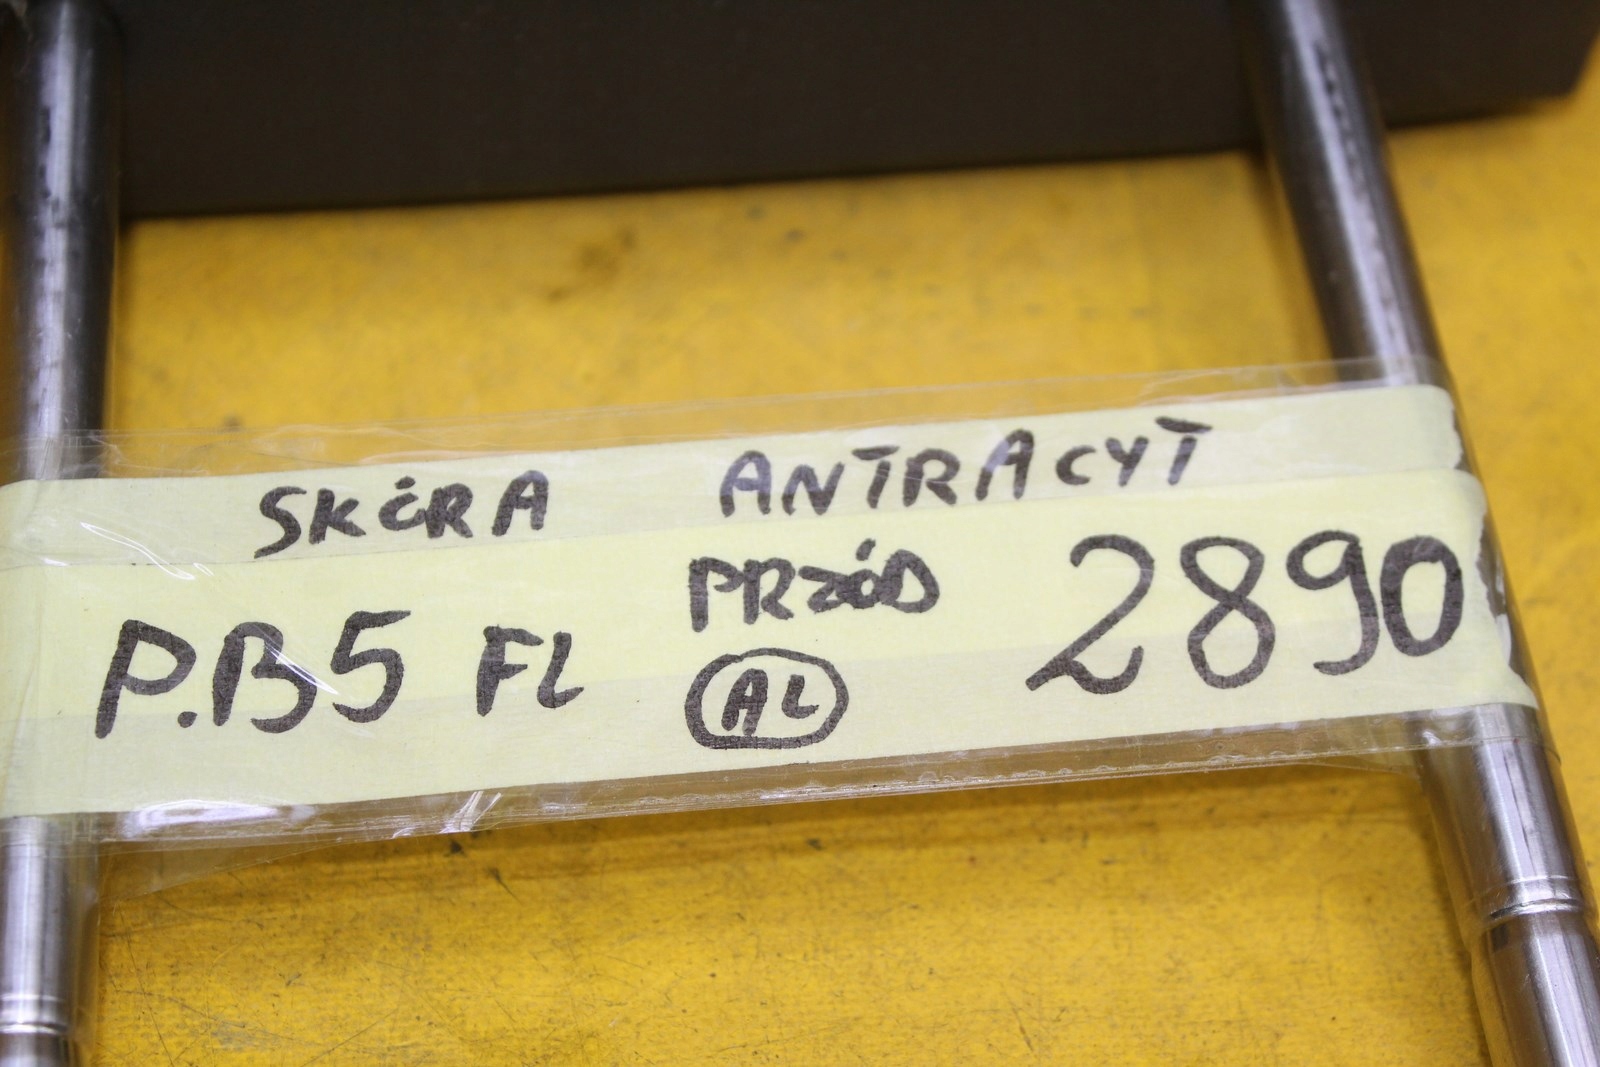 SKÓRA ANTRACYT
P.B5 FL PRZÓD 2890
AL